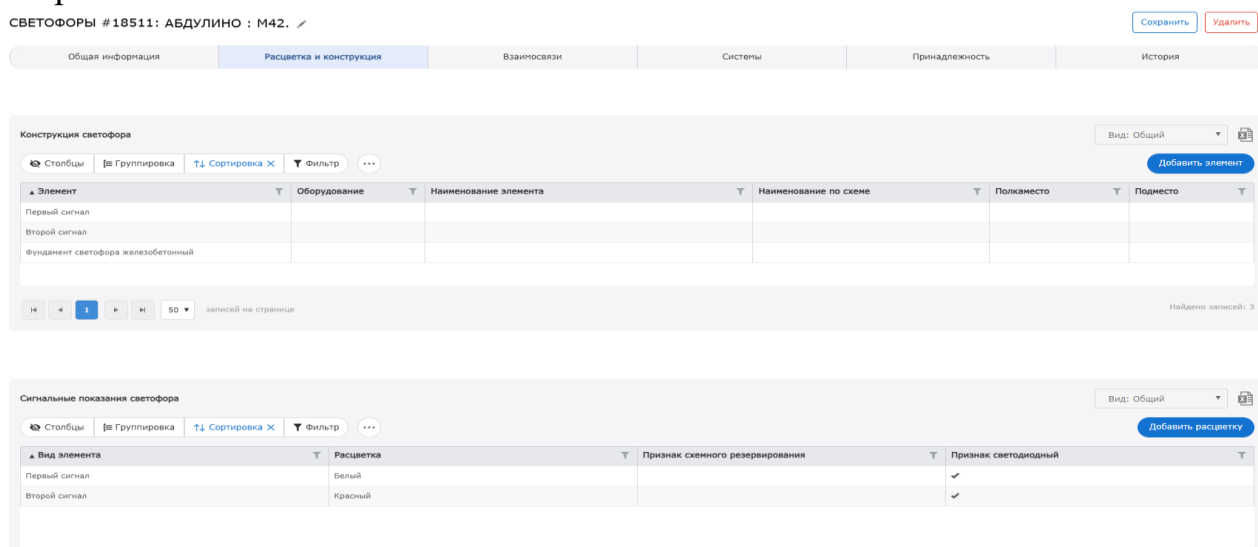 СВЕТОФОРЫ #18511: АБДУЛИНО : М42.
Сохранить Удалить
Общая информация Расцветка и конструкция Взаимосвязи Системы Принадлежность История
Конструкция светофора
Вид: Общий
Столбцы Группировка Сортировка Фильтр ...
Добавить элемент
Элемент Оборудование Наименование элемента Наименование по схеме Полкаместо Подместо
Первый сигнал
Второй сигнал
Фундамент светофора железобетонный
1 50 записей на странице
Найдено записей: 3
Сигнальные показания светофора
Вид: Общий
Столбцы Группировка Сортировка Фильтр ...
Добавить расцветку
Вид элемента Расцветка Признак схемного резервирования Признак светодиодный
Первый сигнал Белый ✔
Второй сигнал Красный ✔